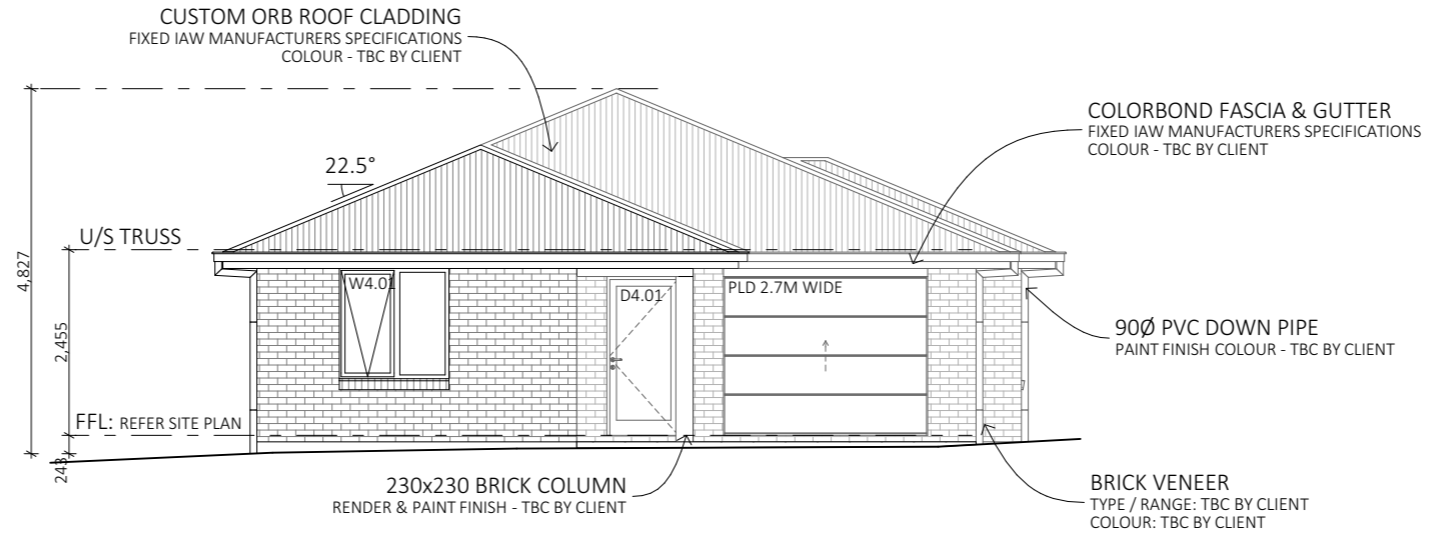 CUSTOM ORB ROOF CLADDING
FIXED IAW MANUFACTURERS SPECIFICATIONS
COLOUR - TBC BY CLIENT
COLORBOND FASCIA & GUTTER
FIXED IAW MANUFACTURERS SPECIFICATIONS
COLOUR - TBC BY CLIENT
22.5°
U/S TRUSS
4,827
2,455
243
W4.01
D4.01
PLD 2.7M WIDE
90Ø PVC DOWN PIPE
PAINT FINISH COLOUR - TBC BY CLIENT
FFL: REFER SITE PLAN
230x230 BRICK COLUMN
RENDER & PAINT FINISH - TBC BY CLIENT
BRICK VENEER
TYPE / RANGE: TBC BY CLIENT
COLOUR: TBC BY CLIENT